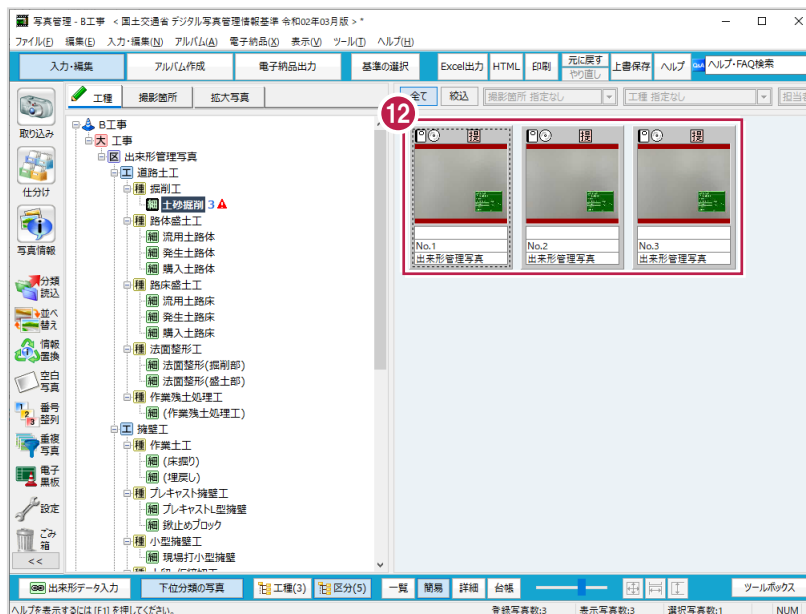 写真管理 - B工事 < 国土交通省 デジタル写真管理情報基準 令和02年03月版 > *
ファイル(F) 編集(E) 入力・編集(N) アルバム(A) 電子納品(X) 表示(V) ツール(T) ヘルプ(H)
入力・編集 アルバム作成 電子納品出力 基準の選択 Excel出力 HTML 印刷 元に戻す やり直し 上書保存 ヘルプ Q&A ヘルプ・FAQ検索
工種 撮影箇所 拡大写真 全て 絞込 撮影箇所 指定なし 工種 指定なし 担当
取り込み
仕分け
写真情報
分類読込
並べ替え
情報置換
空白写真
番号整列
重複写真
電子黒板
設定
ごみ箱
<<
B工事
大 工事
区 出来形管理写真
工 道路土工
種 掘削工
細 土砂掘削 3
種 路体盛土工
細 流用土路体
細 発生土路体
細 購入土路体
種 路床盛土工
細 流用土路床
細 発生土路床
細 購入土路床
種 法面整形工
細 法面整形(掘削部)
細 法面整形(盛土部)
種 作業残土処理工
細 (作業残土処理工)
工 擁壁工
種 作業土工
細 (床掘り)
細 (埋戻し)
種 プレキャスト擁壁工
細 プレキャストL型擁壁
細 鍬止めブロック
種 小型擁壁工
細 現場打小型擁壁
12
提 提 提
No.1 No.2 No.3
出来形管理写真 出来形管理写真 出来形管理写真
出来形データ入力 下位分類の写真 工種(3) 区分(5) 一覧 簡易 詳細 台帳 ツールボックス
ヘルプを表示するには [F1] を押してください。 登録写真数:3 表示写真数:3 選択写真数:1 NUM